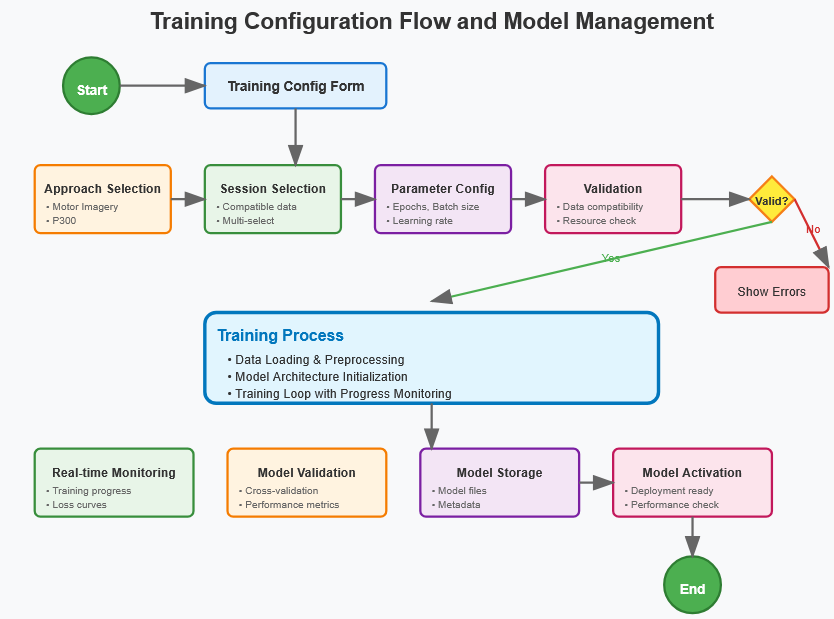 Training Configuration Flow and Model Management
Start
Training Config Form
Approach Selection
• Motor Imagery
• P300
Session Selection
• Compatible data
• Multi-select
Parameter Config
• Epochs, Batch size
• Learning rate
Validation
• Data compatibility
• Resource check
Valid?
No
Yes
Show Errors
Training Process
• Data Loading & Preprocessing
• Model Architecture Initialization
• Training Loop with Progress Monitoring
Real-time Monitoring
• Training progress
• Loss curves
Model Validation
• Cross-validation
• Performance metrics
Model Storage
• Model files
• Metadata
Model Activation
• Deployment ready
• Performance check
End